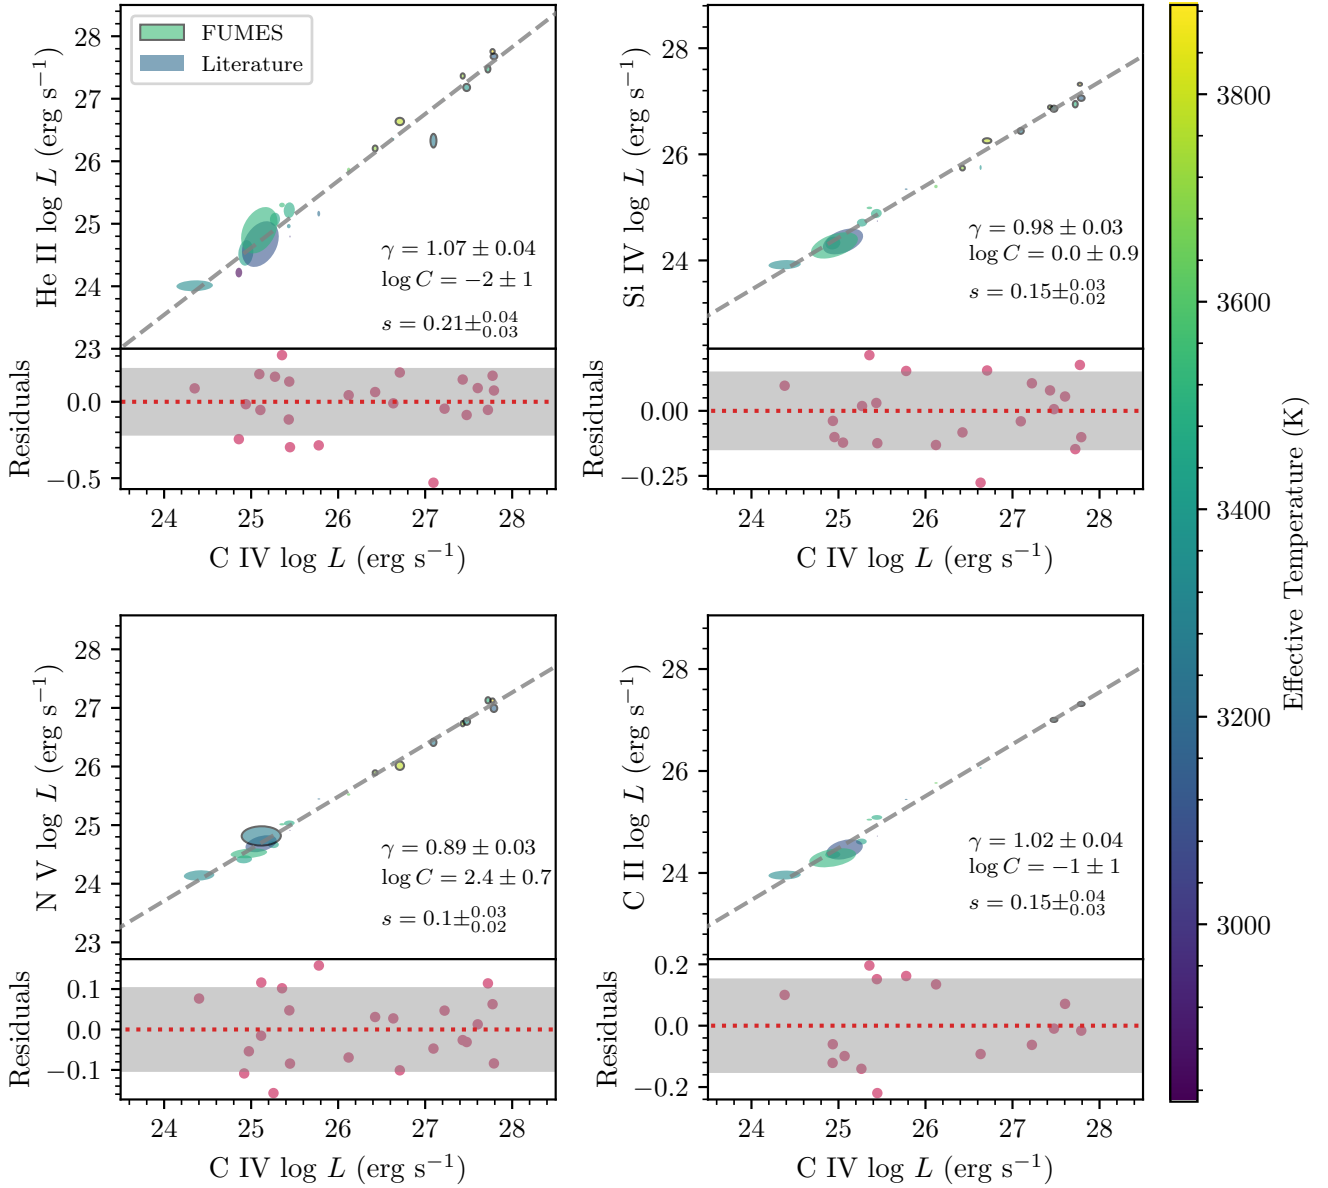 FUMES
Literature
He II log L (erg s⁻¹)
28
27
26
25
24
23
γ = 1.07 ± 0.04
log C = −2 ± 1
s = 0.21±^{0.04}_{0.03}
Residuals
0.0
−0.5
24 25 26 27 28
C IV log L (erg s⁻¹)
Si IV log L (erg s⁻¹)
28
26
24
γ = 0.98 ± 0.03
log C = 0.0 ± 0.9
s = 0.15±^{0.03}_{0.02}
Residuals
0.00
−0.25
24 25 26 27 28
C IV log L (erg s⁻¹)
N V log L (erg s⁻¹)
28
27
26
25
24
23
γ = 0.89 ± 0.03
log C = 2.4 ± 0.7
s = 0.1±^{0.03}_{0.02}
Residuals
0.1
0.0
−0.1
24 25 26 27 28
C IV log L (erg s⁻¹)
C II log L (erg s⁻¹)
28
26
24
γ = 1.02 ± 0.04
log C = −1 ± 1
s = 0.15±^{0.04}_{0.03}
Residuals
0.2
0.0
−0.2
24 25 26 27 28
C IV log L (erg s⁻¹)
3800
3600
3400
3200
3000
Effective Temperature (K)